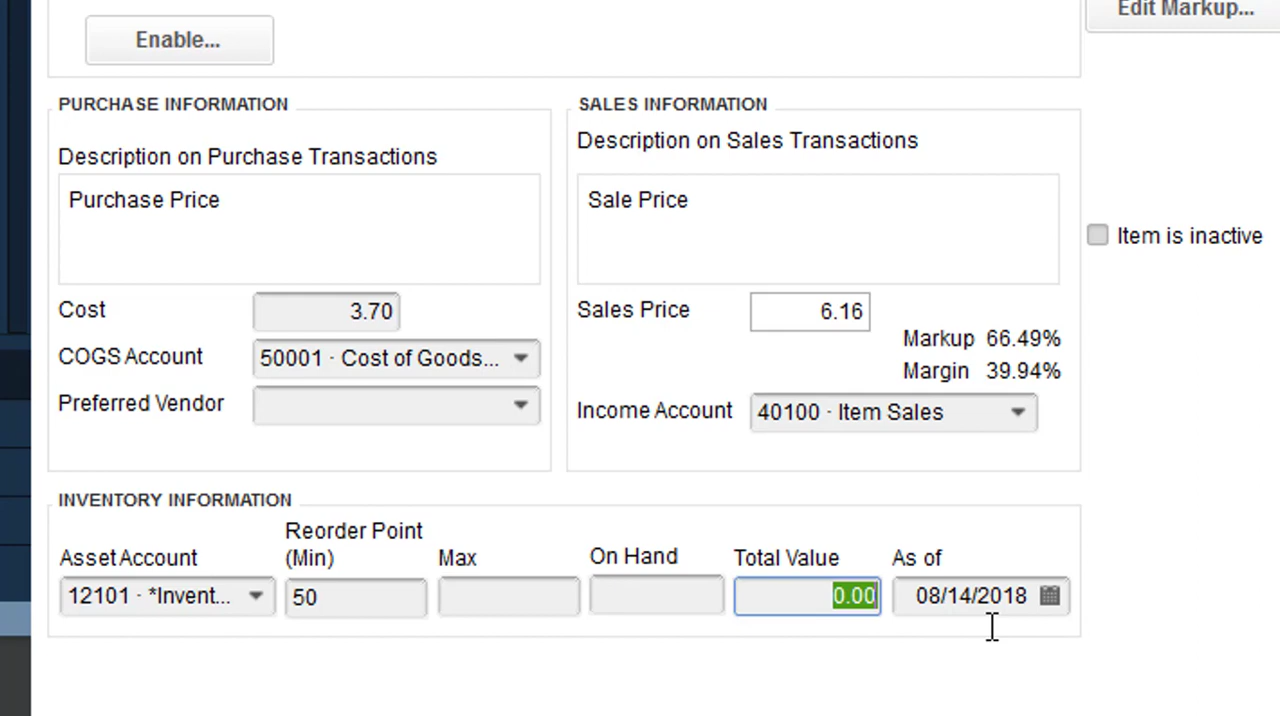 Edit Markup...
Enable...
PURCHASE INFORMATION
Description on Purchase Transactions
Purchase Price
Cost 3.70
COGS Account 50001 · Cost of Goods...
Preferred Vendor
SALES INFORMATION
Description on Sales Transactions
Sale Price
Sales Price 6.16
Markup 66.49%
Margin 39.94%
Income Account 40100 · Item Sales
Item is inactive
INVENTORY INFORMATION
Asset Account
12101 · *Invent...
Reorder Point
(Min)
50
Max
On Hand
Total Value
0.00
As of
08/14/2018